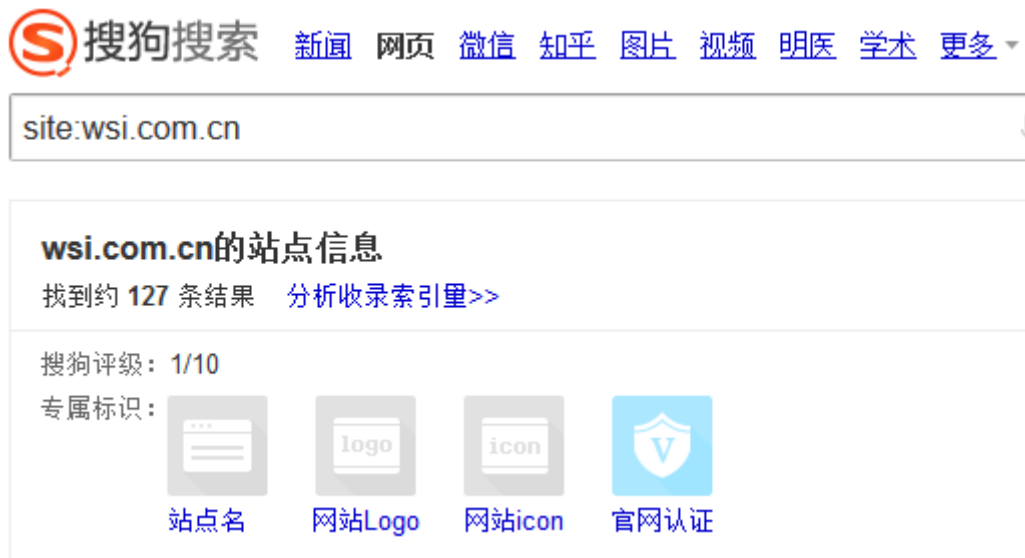 搜狗搜索 新闻 网页 微信 知乎 图片 视频 明医 学术 更多
site:wsi.com.cn
wsi.com.cn的站点信息
找到约 127 条结果 分析收录索引量>>
搜狗评级：1/10
专属标识：
logo icon V
站点名 网站Logo 网站icon 官网认证